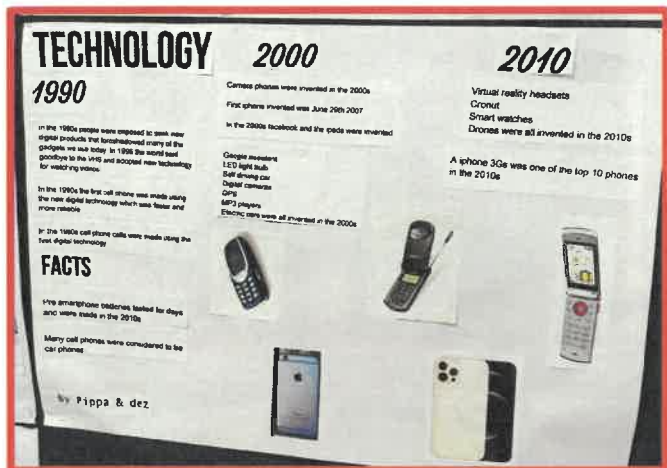 TECHNOLOGY
1990
In the 1990s people were exposed to new
digital products that foreshadowed many of the
gadgets we use today. In 1996 the world said
goodbye to the VHS and adopted new technology
for watching videos
In the 1990s the first cell phone was made using
the new digital technology which was faster and
more reliable
In the 1990s cell phone calls were made using the
first digital technology
FACTS
Pre smartphone batteries lasted for days
and were made in the 2010s
Many cell phones were considered to be
car phones
By Pippa & dez
2000
Camera phones were invented in the 2000s
First iphone invented was June 29th 2007
In the 2000s facebook and the ipads were invented
Google assistant
LED light bulb
Self driving car
Digital cameras
GPS
MP3 players
Electric cars were all invented in the 2000s
2010
Virtual reality headsets
Cronut
Smart watches
Drones were all invented in the 2010s
A iphone 3Gs was one of the top 10 phones
in the 2010s